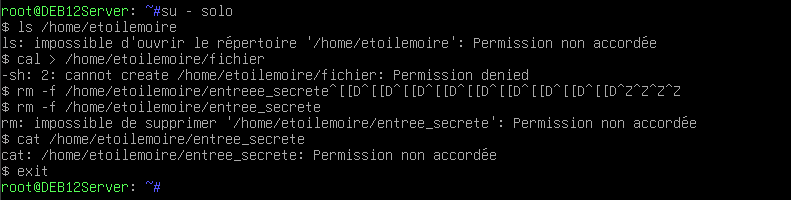 root@DEB12Server: ~#su - solo
$ ls /home/etoilemoire
ls: impossible d'ouvrir le répertoire '/home/etoilemoire': Permission non accordée
$ cal > /home/etoilemoire/fichier
-sh: 2: cannot create /home/etoilemoire/fichier: Permission denied
$ rm -f /home/etoilemoire/entreee_secrete^[[D^[[D^[[D^[[D^[[D^[[D^[[D^[[D^[[D^Z^Z^Z^Z
$ rm -f /home/etoilemoire/entree_secrete
rm: impossible de supprimer '/home/etoilemoire/entree_secrete': Permission non accordée
$ cat /home/etoilemoire/entree_secrete
cat: /home/etoilemoire/entree_secrete: Permission non accordée
$ exit
root@DEB12Server: ~#